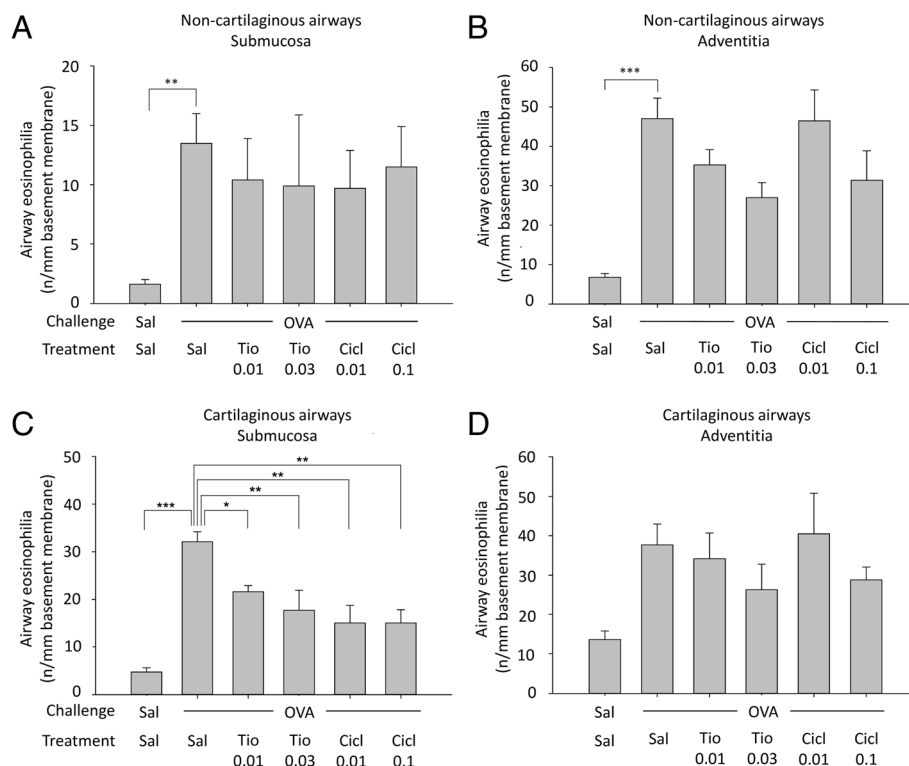 A
Non-cartilaginous airways
Submucosa
Airway eosinophilia
(n/mm basement membrane)
20
15
10
5
0
**
Challenge Sal OVA
Treatment Sal Sal Tio Tio Cicl Cicl
0.01 0.03 0.01 0.1
B
Non-cartilaginous airways
Adventitia
Airway eosinophilia
(n/mm basement membrane)
60
50
40
30
20
10
0
***
Sal OVA
Sal Sal Tio Tio Cicl Cicl
0.01 0.03 0.01 0.1
C
Cartilaginous airways
Submucosa
Airway eosinophilia
(n/mm basement membrane)
50
40
30
20
10
0
**
**
**
*** *
Challenge Sal OVA
Treatment Sal Sal Tio Tio Cicl Cicl
0.01 0.03 0.01 0.1
D
Cartilaginous airways
Adventitia
Airway eosinophilia
(n/mm basement membrane)
60
50
40
30
20
10
0
Sal OVA
Sal Sal Tio Tio Cicl Cicl
0.01 0.03 0.01 0.1